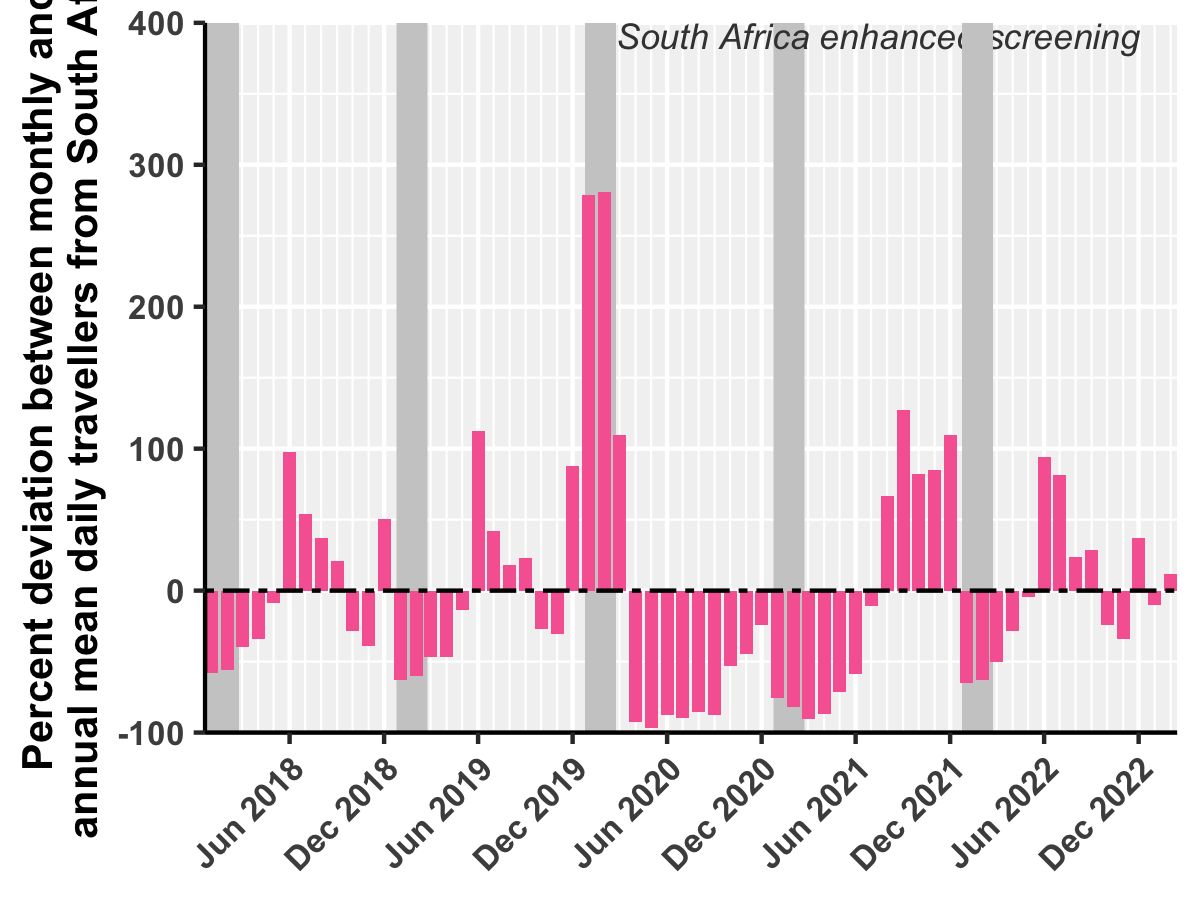 Percent deviation between monthly and
annual mean daily travellers from South
South Africa enhanced screening
400
300
200
100
0
-100
Jun 2018
Dec 2018
Jun 2019
Dec 2019
Jun 2020
Dec 2020
Jun 2021
Dec 2021
Jun 2022
Dec 2022